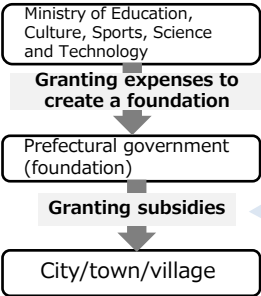 Ministry of Education,
Culture, Sports, Science
and Technology
Granting expenses to
create a foundation
Prefectural government
(foundation)
Granting subsidies
City/town/village